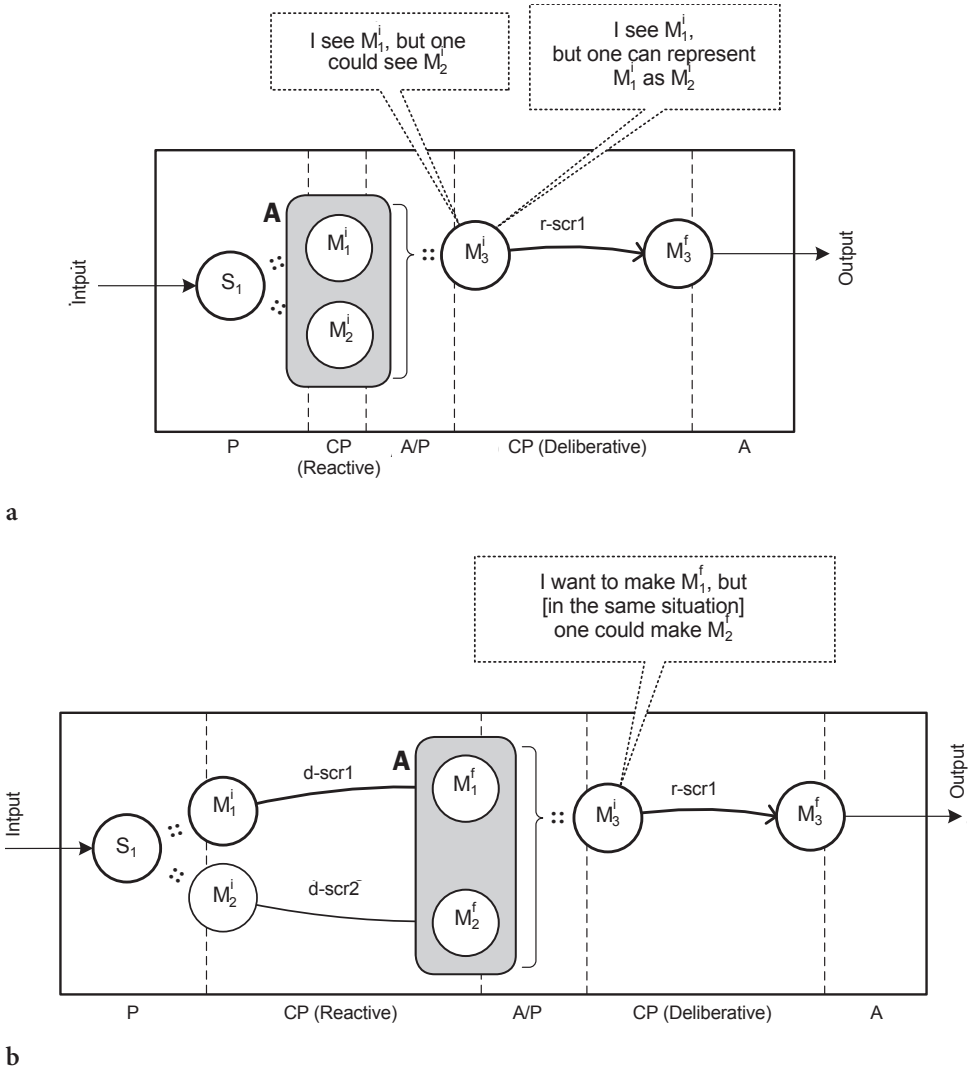 I see M₁ⁱ, but one
could see M₂ⁱ
I see M₁ⁱ,
but one can represent
M₁ⁱ as M₂ⁱ
A
M₁ⁱ
r-scr1
Intput
S₁
M₃ⁱ
M₃ᶠ
Output
M₂ⁱ
P
CP
(Reactive)
A/P
CP (Deliberative)
A
a
I want to make M₁ᶠ, but
[in the same situation]
one could make M₂ᶠ
A
d-scr1
M₁ⁱ
M₁ᶠ
r-scr1
Intput
S₁
M₃ⁱ
M₃ᶠ
Output
M₂ⁱ
d-scr2
M₂ᶠ
P
CP (Reactive)
A/P
CP (Deliberative)
A
b